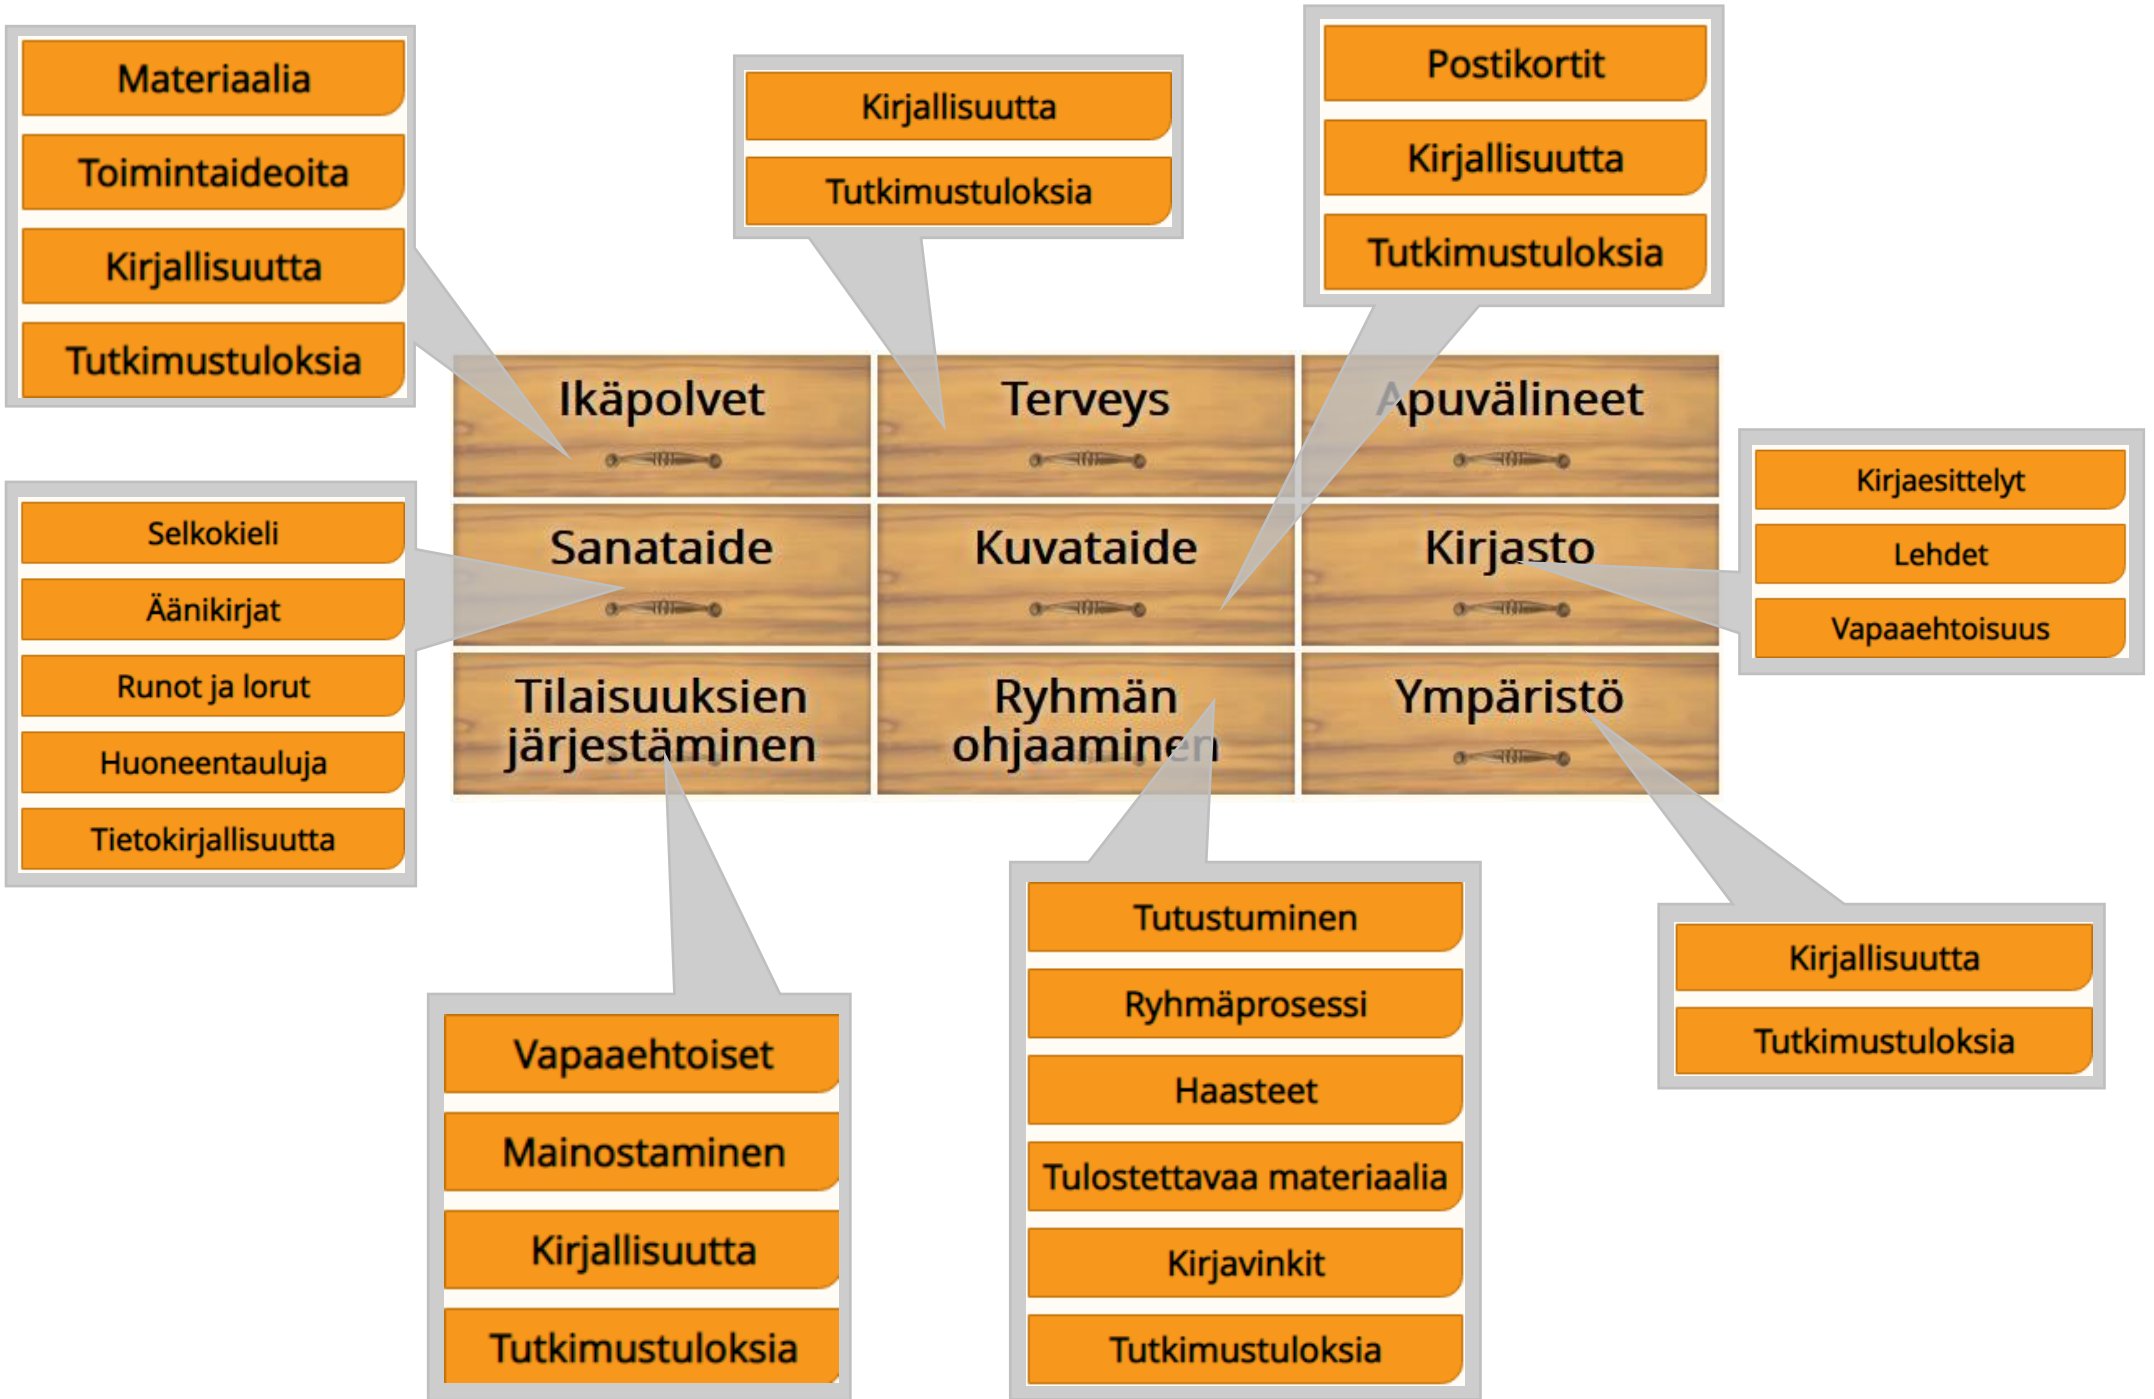 Materiaalia
Toimintaideoita
Kirjallisuutta
Tutkimustuloksia
Kirjallisuutta
Tutkimustuloksia
Postikortit
Kirjallisuutta
Tutkimustuloksia
Ikäpolvet
Terveys
Apuvälineet
Sanataide
Kuvataide
Kirjasto
Tilaisuuksien
järjestäminen
Ryhmän
ohjaaminen
Ympäristö
Selkokieli
Äänikirjat
Runot ja lorut
Huoneentauluja
Tietokirjallisuutta
Kirjaesittelyt
Lehdet
Vapaaehtoisuus
Vapaaehtoiset
Mainostaminen
Kirjallisuutta
Tutkimustuloksia
Tutustuminen
Ryhmäprosessi
Haasteet
Tulostettavaa materiaalia
Kirjavinkit
Tutkimustuloksia
Kirjallisuutta
Tutkimustuloksia